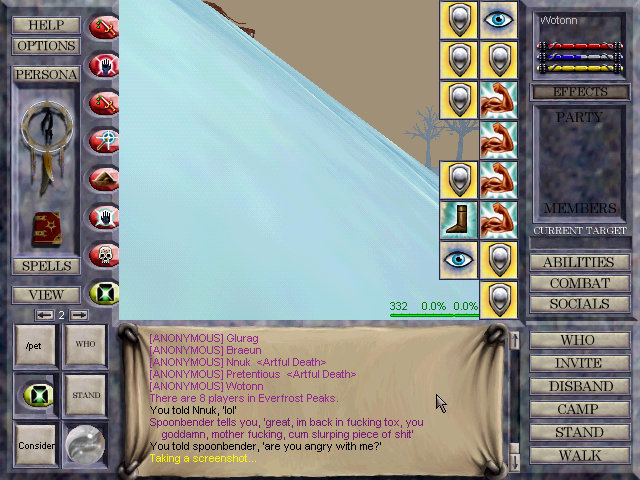 HELP
OPTIONS
PERSONA
SPELLS
VIEW
2
/pet
WHO
STAND
Consider
332 0.0% 0.0%
[ANONYMOUS] Glurag
[ANONYMOUS] Braeun
[ANONYMOUS] Nnuk <Artful Death>
[ANONYMOUS] Pretentious <Artful Death>
[ANONYMOUS] Wotonn
There are 8 players in Everfrost Peaks.
You told Nnuk, 'lol'
Spoonbender tells you, 'great, im back in fucking tox, you
goddamn, mother fucking, cum slurping piece of shit'
You told spoonbender, 'are you angry with me?'
Taking a screenshot...
Wotonn
EFFECTS
PARTY
MEMBERS
CURRENT TARGET
ABILITIES
COMBAT
SOCIALS
WHO
INVITE
DISBAND
CAMP
STAND
WALK